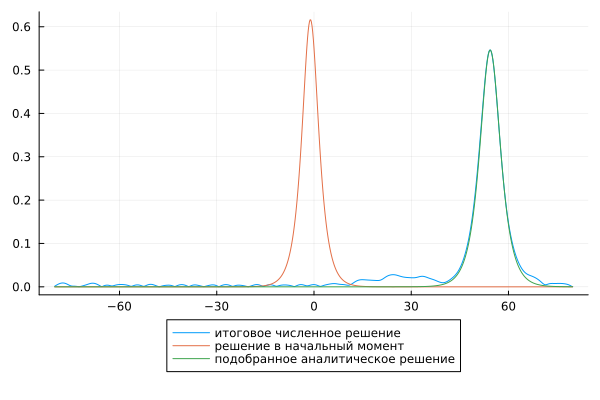 0.6
0.5
0.4
0.3
0.2
0.1
0.0
−60 −30 0 30 60
итоговое численное решение
решение в начальный момент
подобранное аналитическое решение